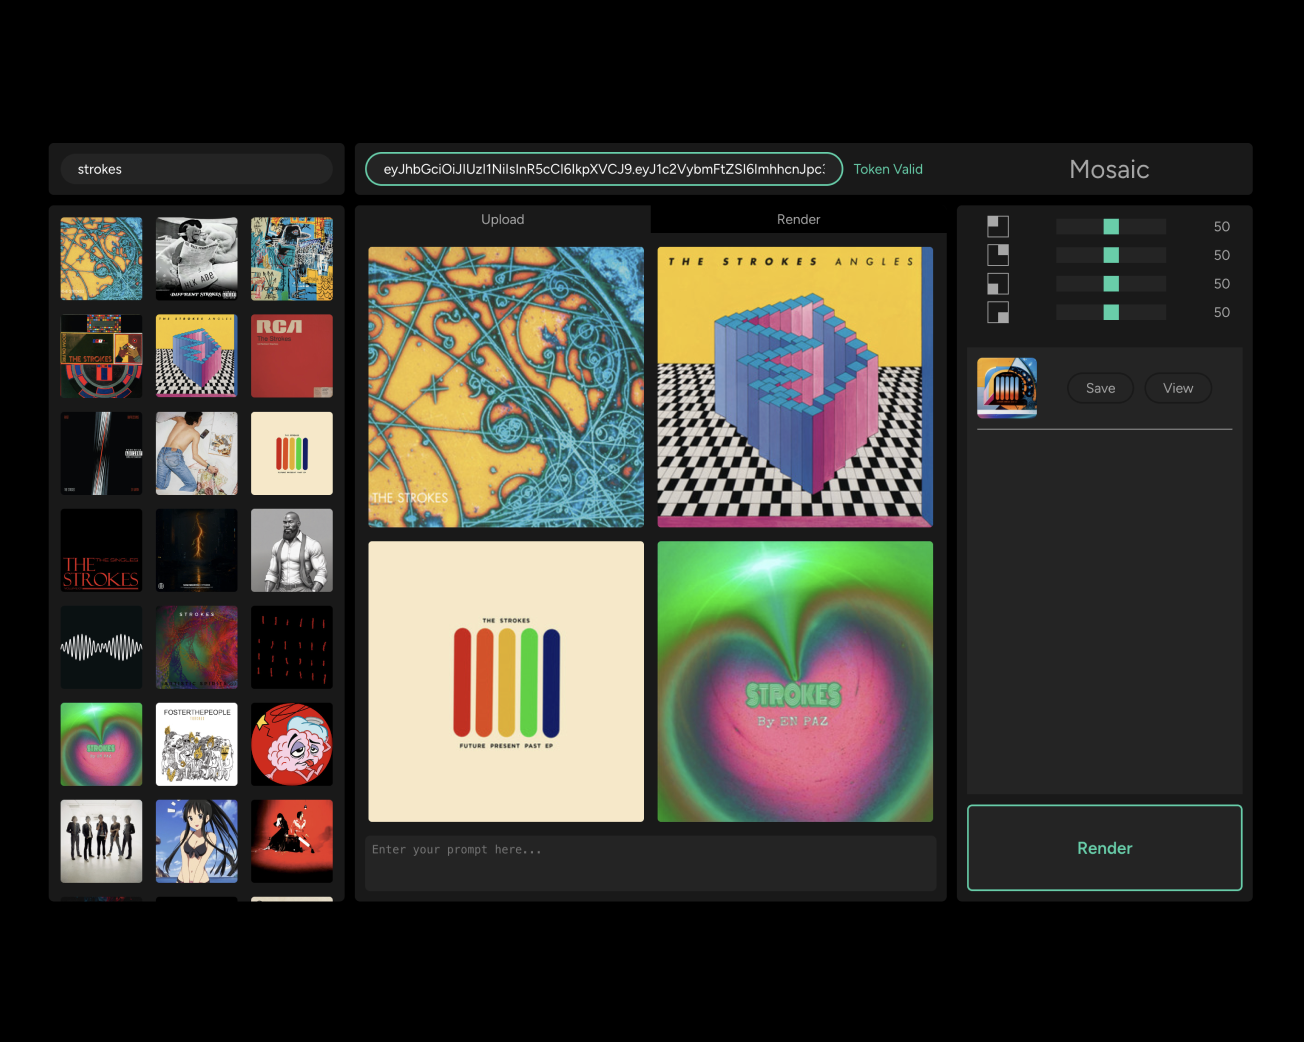 strokes
eyJhbGciOiJIUzI1NiIsInR5cCI6IkpXVCJ9.eyJ1c2VybmFtZSI6ImhhcnJpc
Token Valid
Mosaic
Upload
Render
50
50
50
50
THE STROKES ANGLES
THE STROKES
THE STROKES
FUTURE PRESENT PAST EP
STROKES
By EN PAZ
Save
View
RCA
The Strokes
THE STROKES
THE SINGLES
THE
STROKES
STROKES
STROKES
FOSTERTHEPEOPLE
Enter your prompt here...
Render